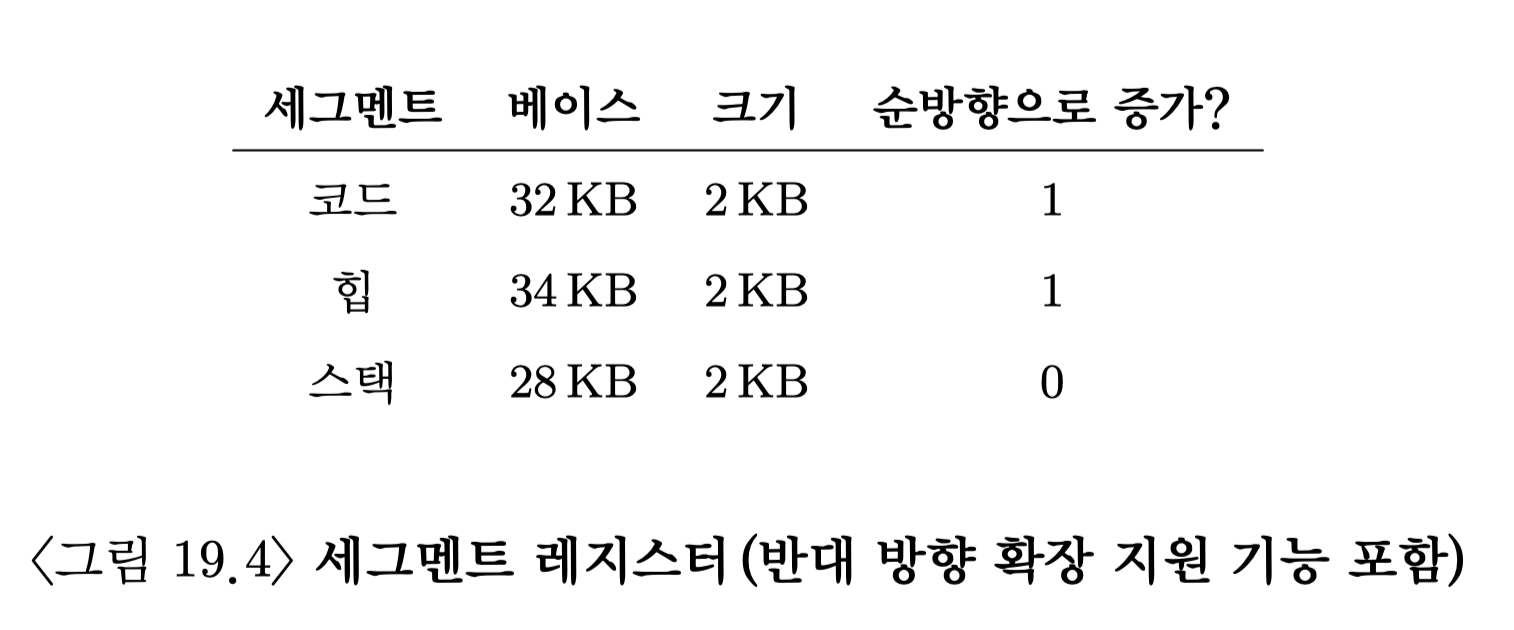 세그멘트 베이스 크기 순방향으로 증가?
코드 32 KB 2 KB 1
힙 34 KB 2 KB 1
스택 28 KB 2 KB 0
〈그림 19.4〉 세그멘트 레지스터(반대 방향 확장 지원 기능 포함)